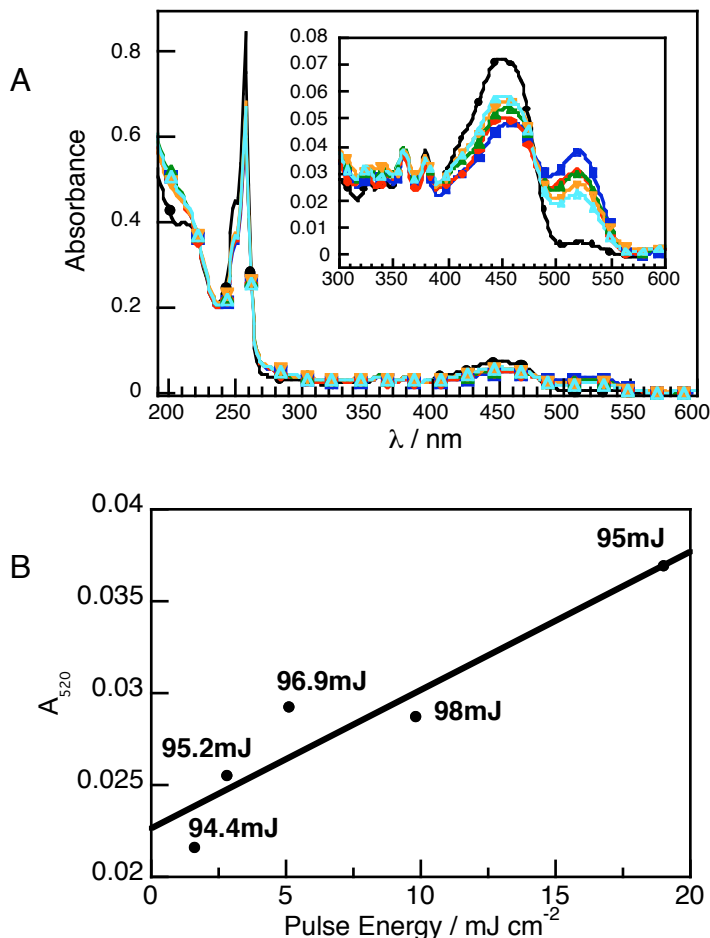 A
Absorbance
0.8
0.6
0.4
0.2
0
200 250 300 350 400 450 500 550 600
λ / nm
0.08
0.07
0.06
0.05
0.04
0.03
0.02
0.01
0
300 350 400 450 500 550 600
B
A520
0.04
0.035
0.03
0.025
0.02
95mJ
96.9mJ
98mJ
95.2mJ
94.4mJ
0 5 10 15 20
Pulse Energy / mJ cm-2